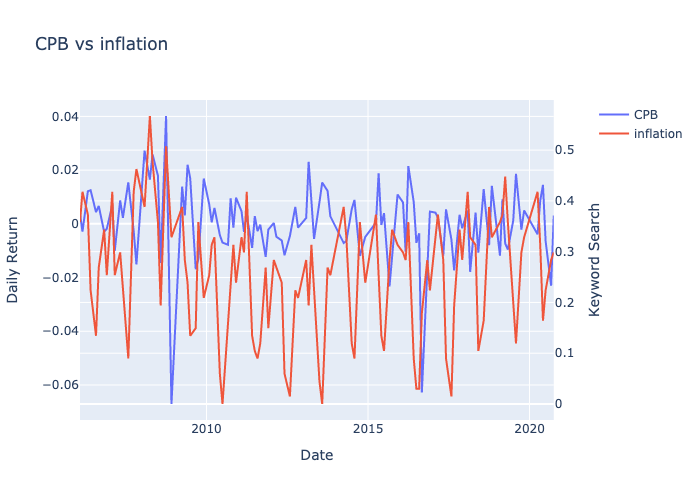 CPB vs inflation
CPB
inflation
0.04
0.02
0
−0.02
−0.04
−0.06
0.5
0.4
0.3
0.2
0.1
0
2010
2015
2020
Date
Daily Return
Keyword Search